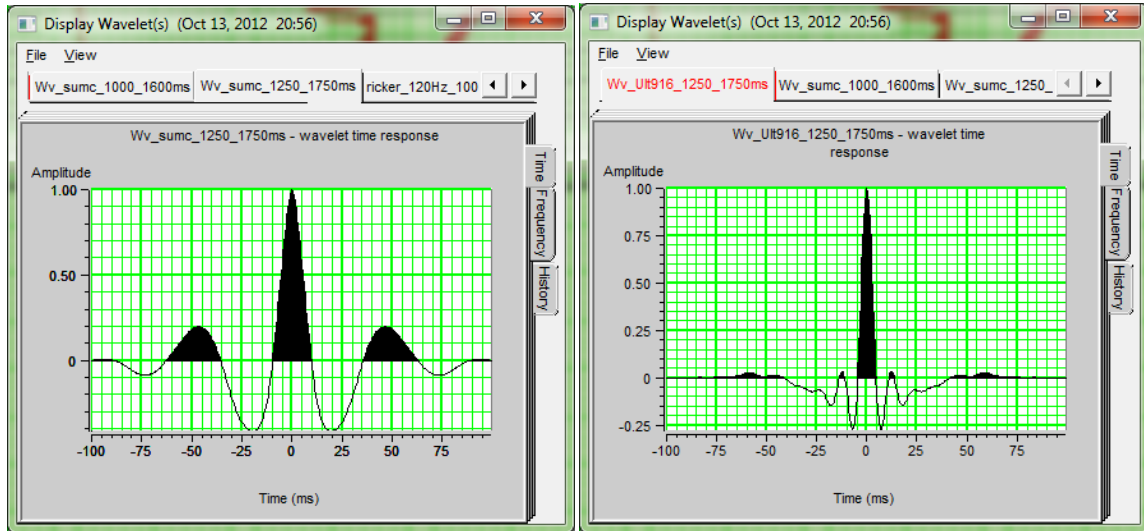 Display Wavelet(s) (Oct 13, 2012 20:56)
File View
Wv_sumc_1000_1600ms Wv_sumc_1250_1750ms ricker_120Hz_100
Wv_sumc_1250_1750ms - wavelet time response
Amplitude
1.00
0.50
0
-100 -75 -50 -25 0 25 50 75
Time (ms)
Time
Frequency
History
Display Wavelet(s) (Oct 13, 2012 20:56)
File View
Wv_Ult916_1250_1750ms Wv_sumc_1000_1600ms Wv_sumc_1250_
Wv_Ult916_1250_1750ms - wavelet time
response
Amplitude
1.00
0.75
0.50
0.25
0
-0.25
-100 -75 -50 -25 0 25 50 75
Time (ms)
Time
Frequency
History